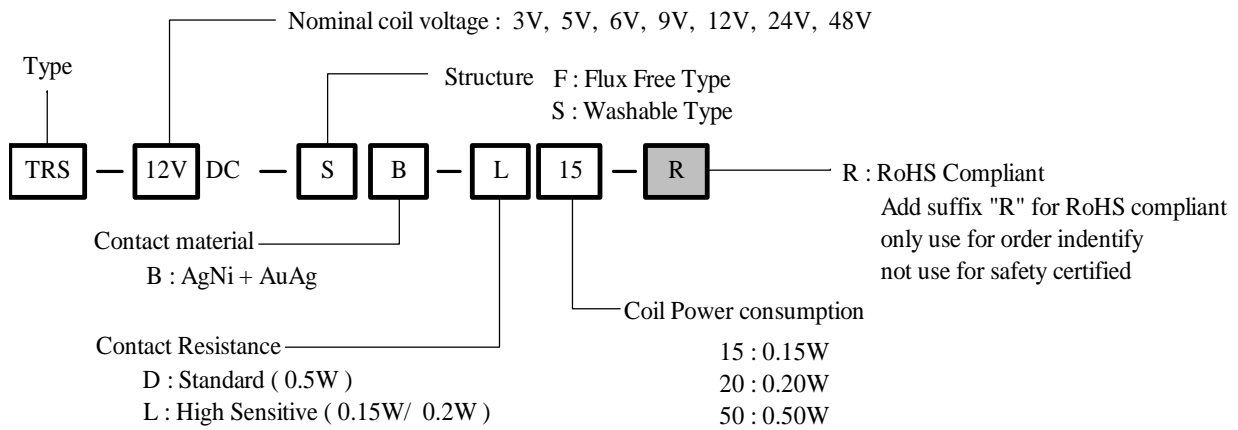 Nominal coil voltage : 3V, 5V, 6V, 9V, 12V, 24V, 48V
Type
Structure F : Flux Free Type
S : Washable Type
TRS — 12V DC — S B — L 15 — R
R : RoHS Compliant
Add suffix "R" for RoHS compliant
only use for order indentify
not use for safety certified
Contact material
B : AgNi + AuAg
Coil Power consumption
15 : 0.15W
20 : 0.20W
50 : 0.50W
Contact Resistance
D : Standard ( 0.5W )
L : High Sensitive ( 0.15W/ 0.2W )